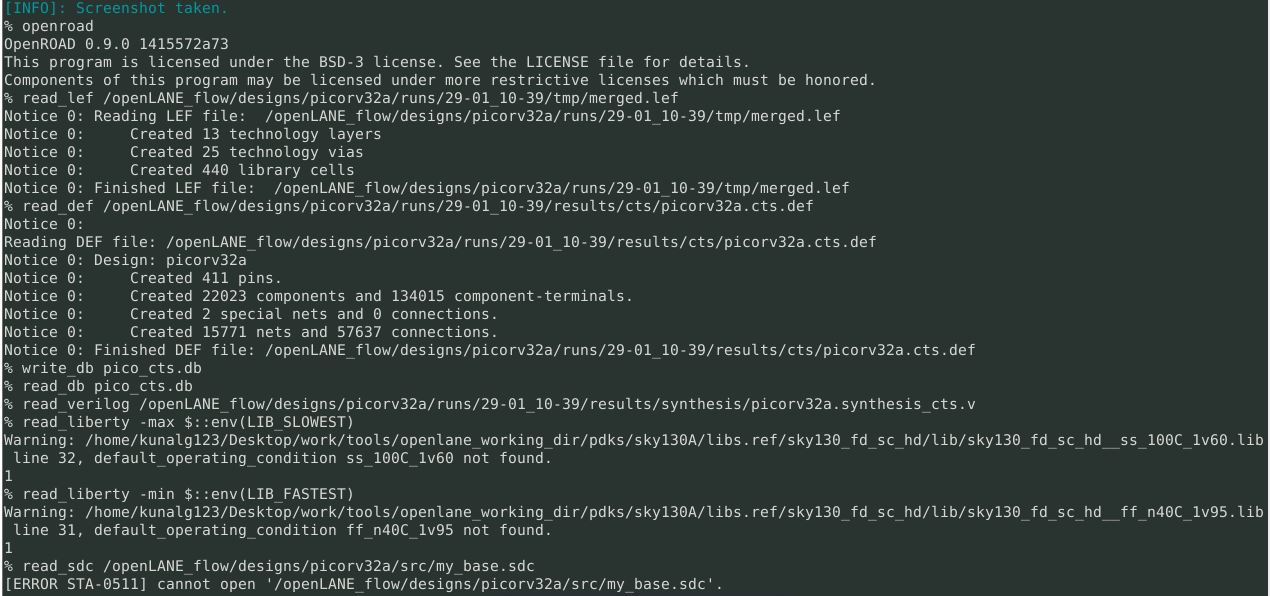 [INFO]: Screenshot taken.
% openroad
OpenROAD 0.9.0 1415572a73
This program is licensed under the BSD-3 license. See the LICENSE file for details.
Components of this program may be licensed under more restrictive licenses which must be honored.
% read_lef /openLANE_flow/designs/picorv32a/runs/29-01_10-39/tmp/merged.lef
Notice 0: Reading LEF file:  /openLANE_flow/designs/picorv32a/runs/29-01_10-39/tmp/merged.lef
Notice 0:     Created 13 technology layers
Notice 0:     Created 25 technology vias
Notice 0:     Created 440 library cells
Notice 0: Finished LEF file:  /openLANE_flow/designs/picorv32a/runs/29-01_10-39/tmp/merged.lef
% read_def /openLANE_flow/designs/picorv32a/runs/29-01_10-39/results/cts/picorv32a.cts.def
Notice 0:
Reading DEF file: /openLANE_flow/designs/picorv32a/runs/29-01_10-39/results/cts/picorv32a.cts.def
Notice 0: Design: picorv32a
Notice 0:     Created 411 pins.
Notice 0:     Created 22023 components and 134015 component-terminals.
Notice 0:     Created 2 special nets and 0 connections.
Notice 0:     Created 15771 nets and 57637 connections.
Notice 0: Finished DEF file: /openLANE_flow/designs/picorv32a/runs/29-01_10-39/results/cts/picorv32a.cts.def
% write_db pico_cts.db
% read_db pico_cts.db
% read_verilog /openLANE_flow/designs/picorv32a/runs/29-01_10-39/results/synthesis/picorv32a.synthesis_cts.v
% read_liberty -max $::env(LIB_SLOWEST)
Warning: /home/kunalg123/Desktop/work/tools/openlane_working_dir/pdks/sky130A/libs.ref/sky130_fd_sc_hd/lib/sky130_fd_sc_hd__ss_100C_1v60.lib
 line 32, default_operating_condition ss_100C_1v60 not found.
1
% read_liberty -min $::env(LIB_FASTEST)
Warning: /home/kunalg123/Desktop/work/tools/openlane_working_dir/pdks/sky130A/libs.ref/sky130_fd_sc_hd/lib/sky130_fd_sc_hd__ff_n40C_1v95.lib
 line 31, default_operating_condition ff_n40C_1v95 not found.
1
% read_sdc /openLANE_flow/designs/picorv32a/src/my_base.sdc
[ERROR STA-0511] cannot open '/openLANE_flow/designs/picorv32a/src/my_base.sdc'.